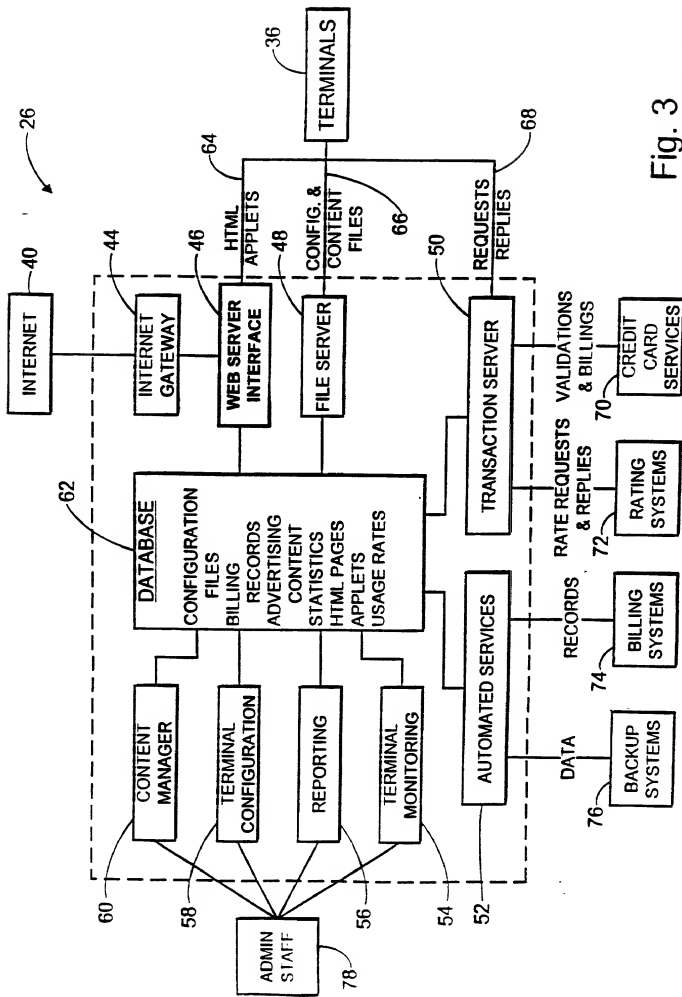 26
INTERNET
40
INTERNET
GATEWAY
44
WEB SERVER
INTERFACE
46
FILE SERVER
48
HTML
APPLETS
64
CONFIG. &
CONTENT
FILES
66
TERMINALS
36
REQUESTS
REPLIES
68
62
DATABASE
CONFIGURATION
FILES
BILLING
RECORDS
ADVERTISING
CONTENT
STATISTICS
HTML PAGES
APPLETS
USAGE RATES
CONTENT
MANAGER
60
TERMINAL
CONFIGURATION
58
REPORTING
56
TERMINAL
MONITORING
54
ADMIN
STAFF
78
AUTOMATED SERVICES
52
TRANSACTION SERVER
50
DATA
RECORDS
RATE REQUESTS
& REPLIES
VALIDATIONS
& BILLINGS
BACKUP
SYSTEMS
76
BILLING
SYSTEMS
74
RATING
SYSTEMS
72
CREDIT
CARD
SERVICES
70
Fig. 3